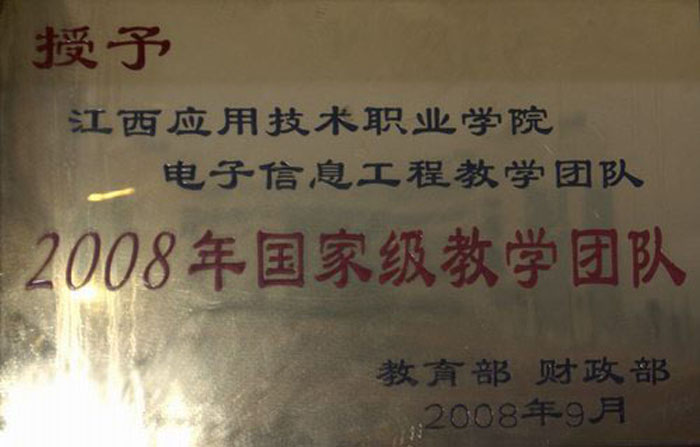 授予
江西应用技术职业学院
电子信息工程教学团队
2008年国家级教学团队
教育部 财政部
2008年9月